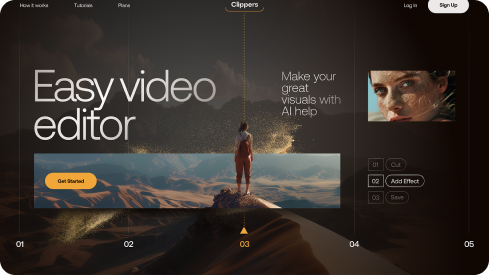 How it works
Tutorials
Plans
Clippers
Log In
Sign Up
Easy video
editor
Make your
great
visuals with
AI help
Get Started
01 Cut
02 Add Effect
03 Save
01
02
03
04
05